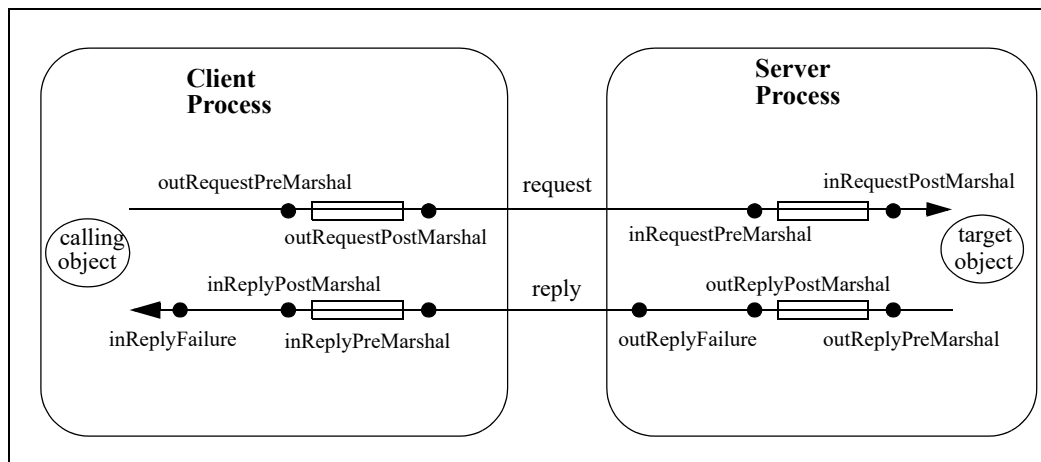 Client
Process
Server
Process
outRequestPreMarshal
request
inRequestPostMarshal
outRequestPostMarshal
inRequestPreMarshal
calling
object
target
object
inReplyPostMarshal
reply
outReplyPostMarshal
inReplyFailure
inReplyPreMarshal
outReplyFailure
outReplyPreMarshal